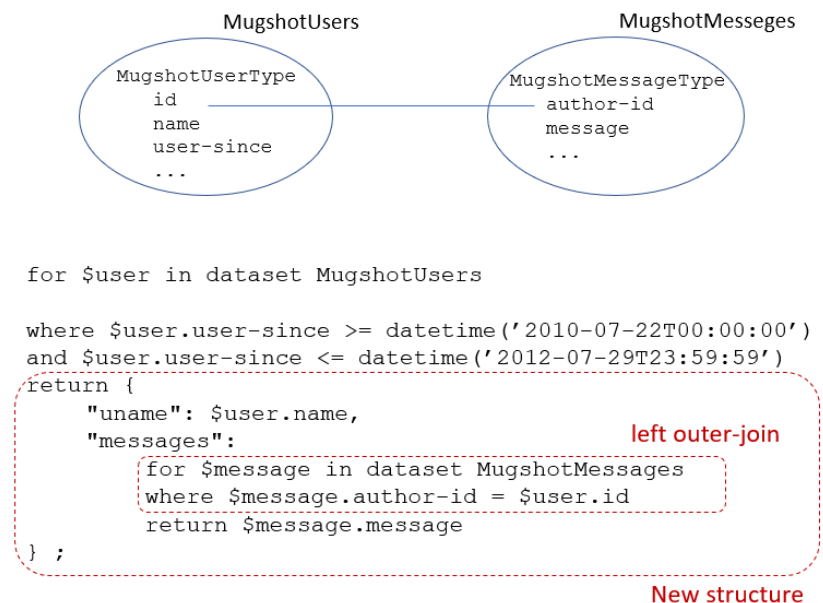 MugshotUsers
MugshotMesseges
MugshotUserType
id
name
user-since
...
MugshotMessageType
author-id
message
...
for $user in dataset MugshotUsers
where $user.user-since >= datetime(’2010-07-22T00:00:00’)
and $user.user-since <= datetime(’2012-07-29T23:59:59’)
return {
"uname": $user.name,
"messages":
left outer-join
for $message in dataset MugshotMessages
where $message.author-id = $user.id
return $message.message
} ;
New structure